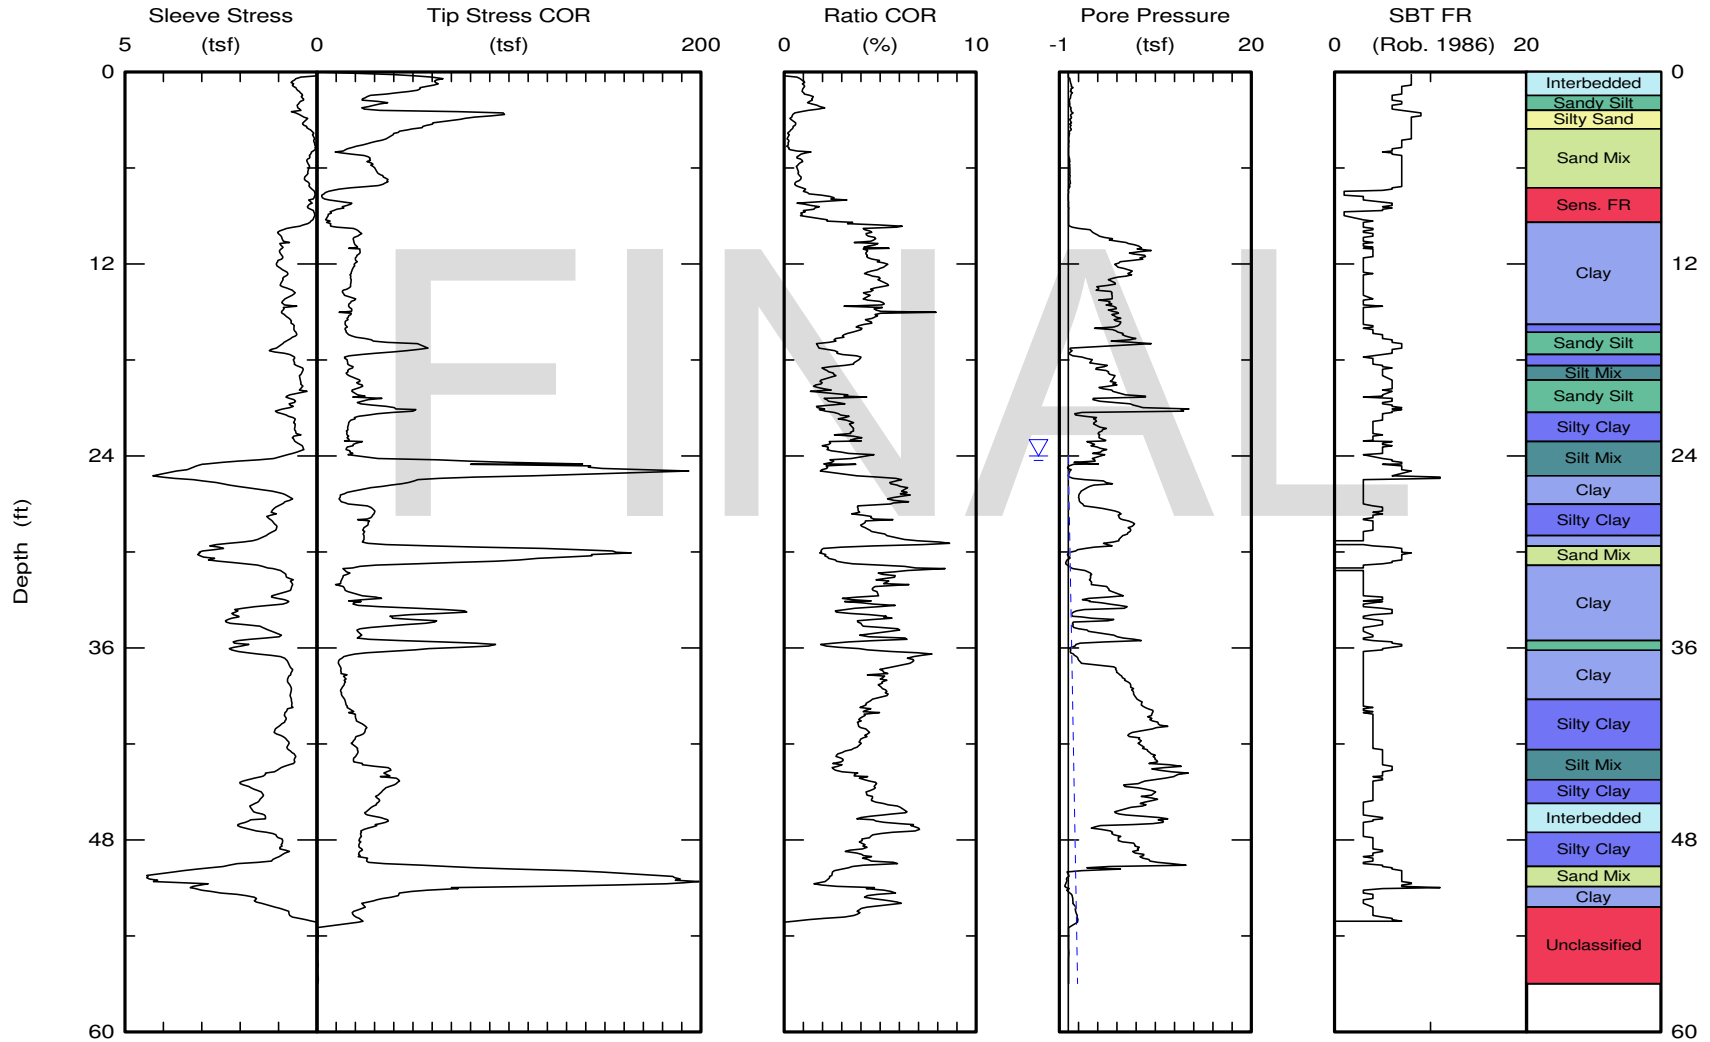 Sleeve Stress Tip Stress COR Ratio COR Pore Pressure SBT FR
(tsf) (tsf) (%) (tsf) (Rob. 1986)
5 0 200 0 10 -1 20 0 20
0 0
Interbedded
Sandy Silt
Silty Sand
Sand Mix
Sens. FR
12 12
Clay
Sandy Silt
Silt Mix
Sandy Silt
Silty Clay
24 24
Silt Mix
Clay
Silty Clay
Sand Mix
Clay
36 36
Clay
Silty Clay
Silt Mix
Silty Clay
Interbedded
48 48
Silty Clay
Sand Mix
Clay
Unclassified
60 60
Depth (ft)
FINAL